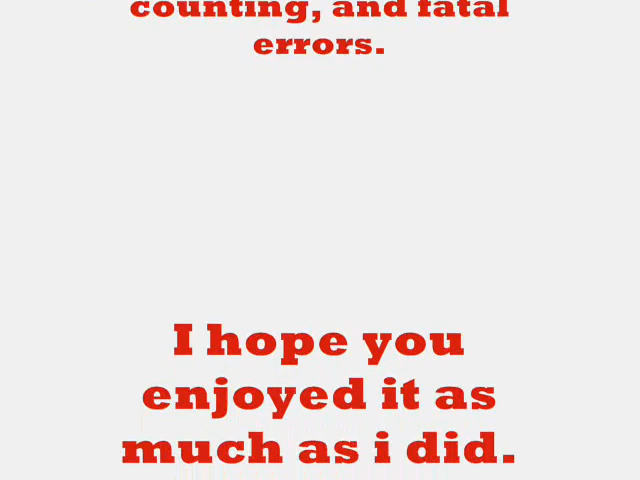 counting, and fatal
errors.
I hope you
enjoyed it as
much as i did.